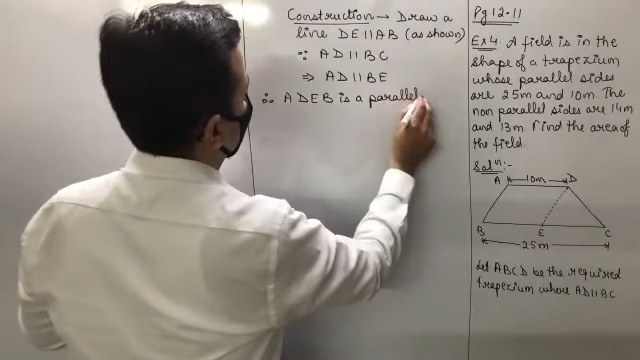 Construction → Draw a
line DE||AB (as shown)
∵ AD||BC
⇒ AD||BE
∴ ADEB is a parallel
Pg 12.11
Ex 4. A field is in the
shape of a trapezium
whose parallel sides
are 25m and 10m. The
non parallel sides are 14m
and 13m. Find the area of
the field.
Solⁿ:-
A 10m D
B E C
25m
Let ABCD be the required
trapezium where AD||BC